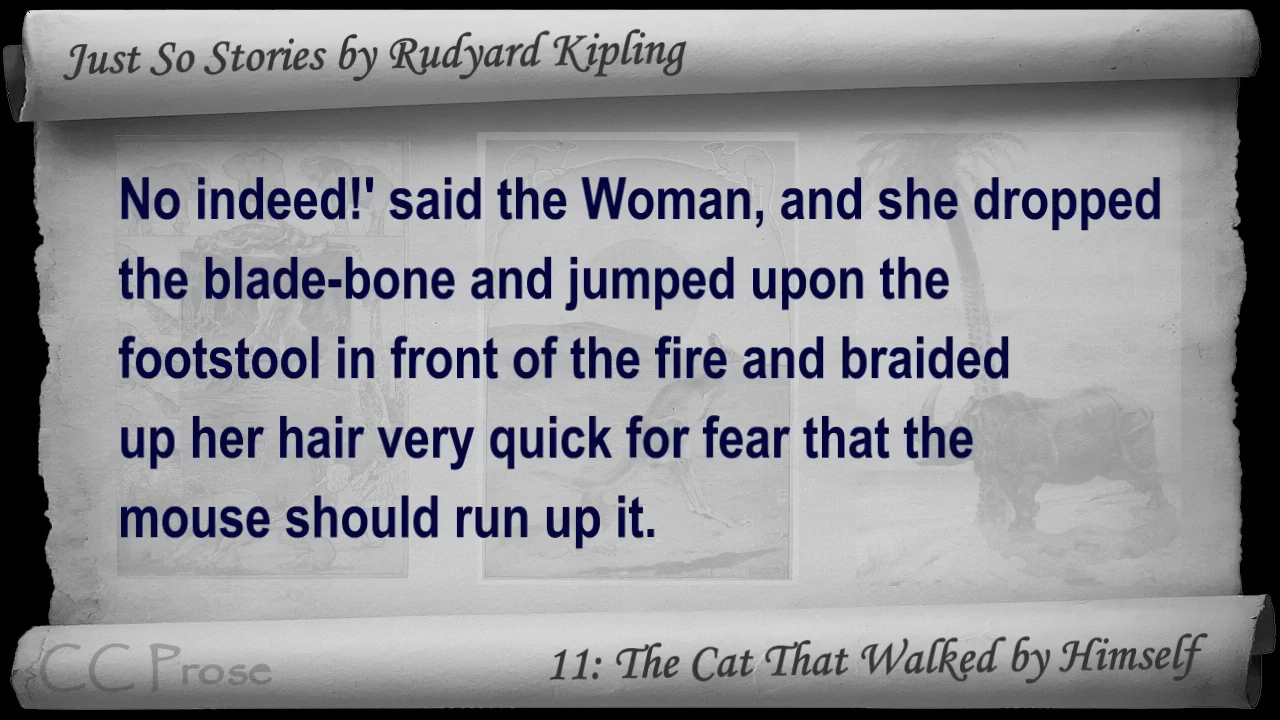 Just So Stories by Rudyard Kipling
No indeed!' said the Woman, and she dropped
the blade-bone and jumped upon the
footstool in front of the fire and braided
up her hair very quick for fear that the
mouse should run up it.
CC Prose
11: The Cat That Walked by Himself